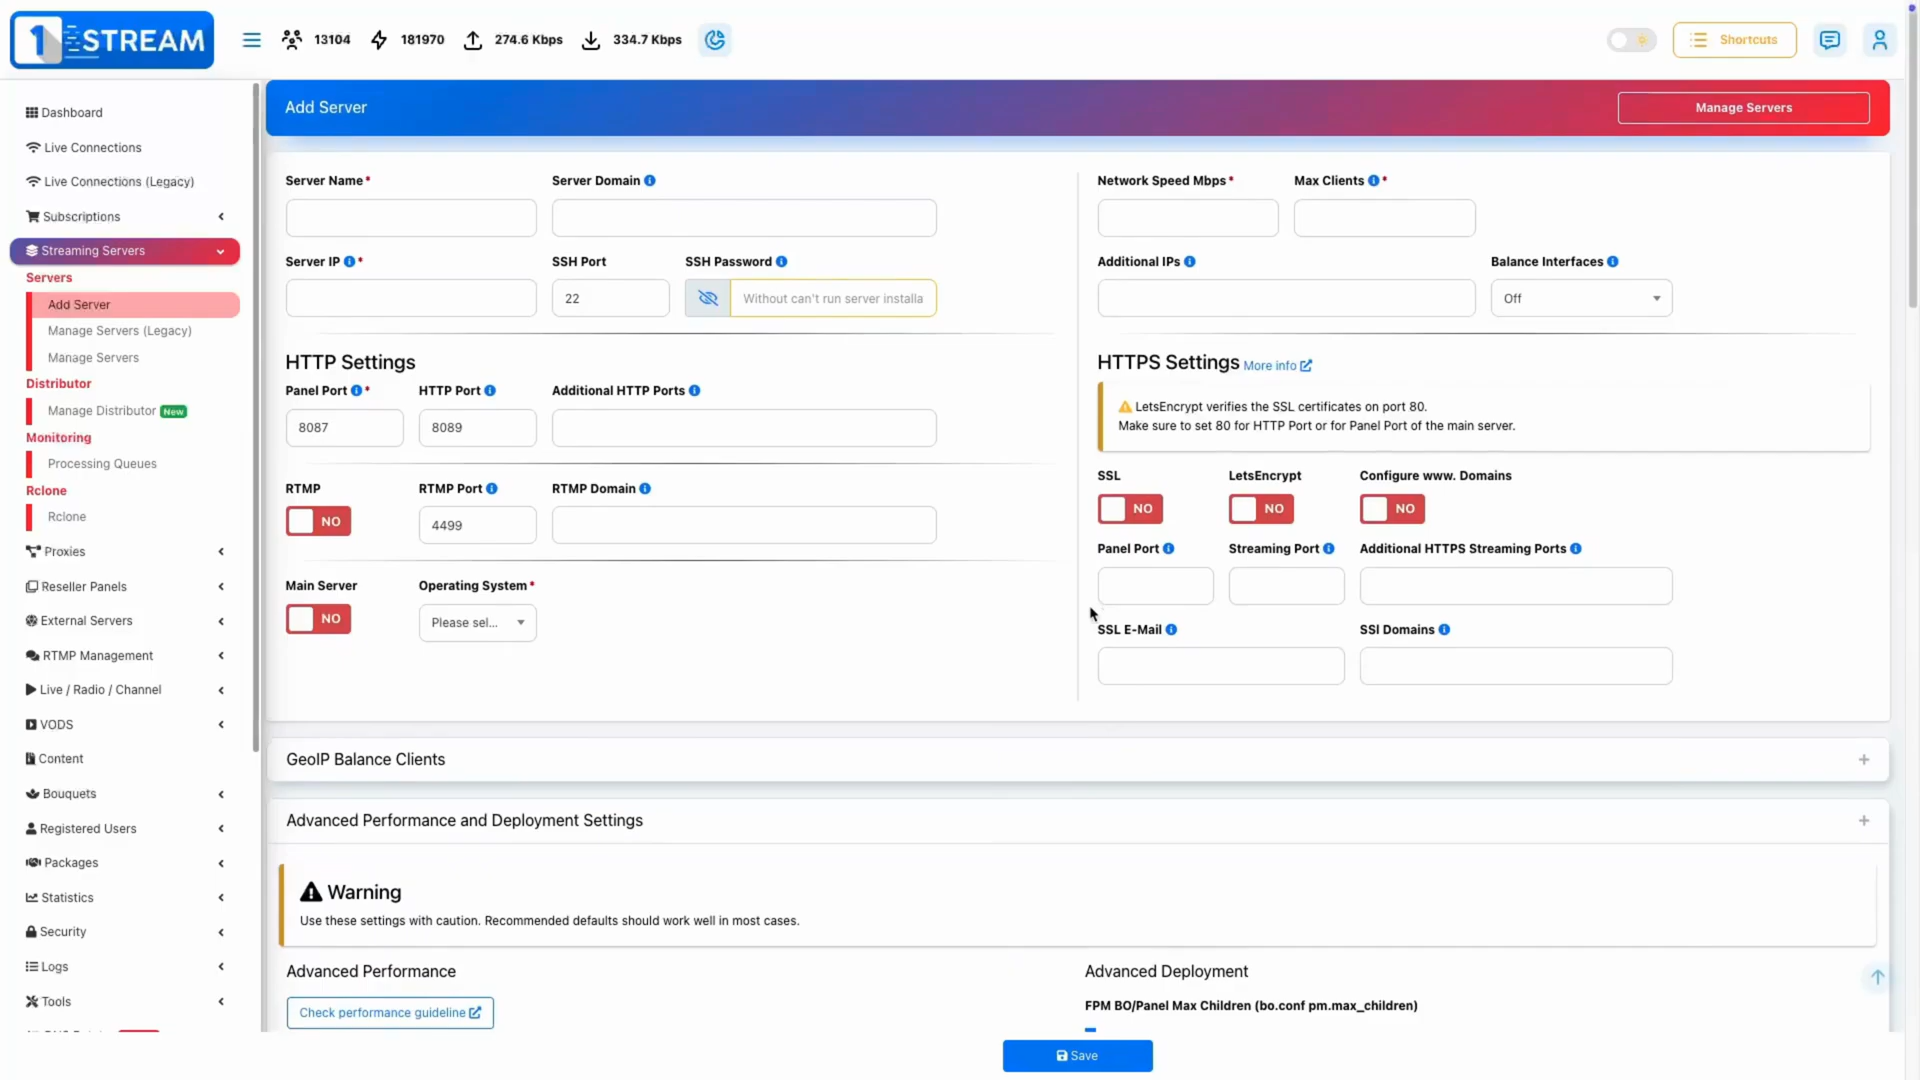 1 STREAM
13104
181970
274.6 Kbps
334.7 Kbps
Shortcuts
Dashboard
Live Connections
Live Connections (Legacy)
Subscriptions
Streaming Servers
Servers
Add Server
Manage Servers (Legacy)
Manage Servers
Distributor
Manage Distributor New
Monitoring
Processing Queues
Rclone
Rclone
Proxies
Reseller Panels
External Servers
RTMP Management
Live / Radio / Channel
VODS
Content
Bouquets
Registered Users
Packages
Statistics
Security
Logs
Tools
Add Server
Manage Servers
Server Name *
Server Domain
Server IP *
SSH Port
SSH Password
22
Without can't run server installa
HTTP Settings
Panel Port *
HTTP Port
Additional HTTP Ports
8087
8089
RTMP
RTMP Port
RTMP Domain
NO
4499
Main Server
Operating System *
NO
Please sel...
Network Speed Mbps *
Max Clients *
Additional IPs
Balance Interfaces
Off
HTTPS Settings More info
LetsEncrypt verifies the SSL certificates on port 80.
Make sure to set 80 for HTTP Port or for Panel Port of the main server.
SSL
LetsEncrypt
Configure www. Domains
NO
NO
NO
Panel Port
Streaming Port
Additional HTTPS Streaming Ports
SSL E-Mail
SSl Domains
GeoIP Balance Clients
Advanced Performance and Deployment Settings
Warning
Use these settings with caution. Recommended defaults should work well in most cases.
Advanced Performance
Check performance guideline
Advanced Deployment
FPM BO/Panel Max Children (bo.conf pm.max_children)
Save